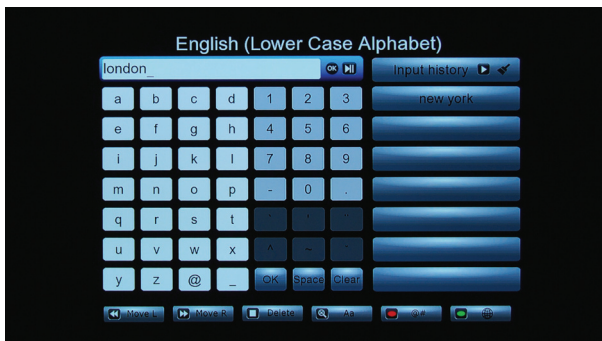 English (Lower Case Alphabet)
london_ OK
Input history
a b c d 1 2 3
new york
e f g h 4 5 6
i j k l 7 8 9
m n o p - 0 .
q r s t
u v w x ^ ~
y z @ _ OK Space Clear
Move L Move R Delete Aa @#